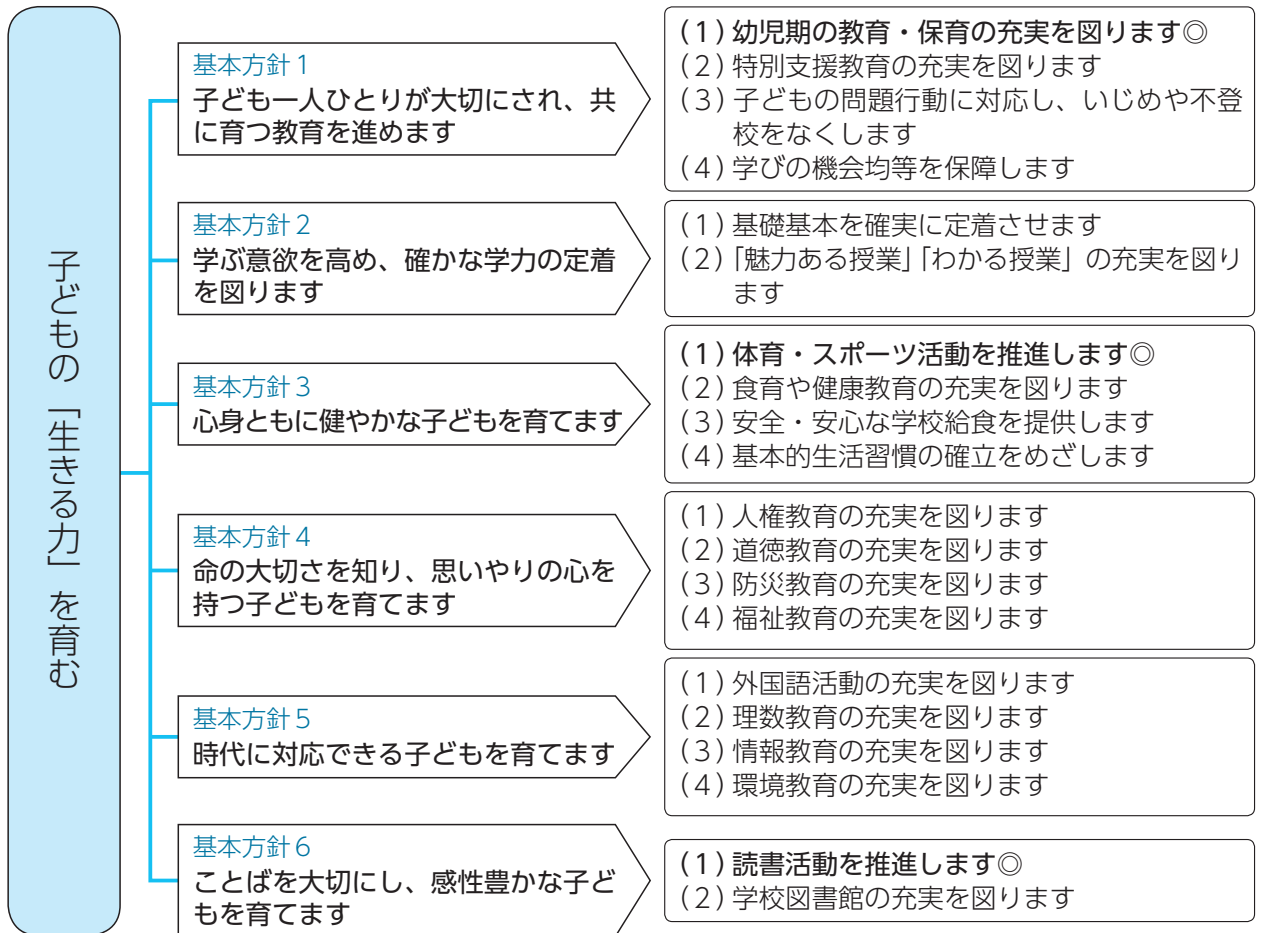 子どもの「生きる力」を育む
基本方針1
子ども一人ひとりが大切にされ、共
に育つ教育を進めます
(1)幼児期の教育・保育の充実を図ります◎
(2)特別支援教育の充実を図ります
(3)子どもの問題行動に対応し、いじめや不登
校をなくします
(4)学びの機会均等を保障します
基本方針2
学ぶ意欲を高め、確かな学力の定着
を図ります
(1)基礎基本を確実に定着させます
(2)「魅力ある授業」「わかる授業」の充実を図り
ます
基本方針3
心身ともに健やかな子どもを育てます
(1)体育・スポーツ活動を推進します◎
(2)食育や健康教育の充実を図ります
(3)安全・安心な学校給食を提供します
(4)基本的生活習慣の確立をめざします
基本方針4
命の大切さを知り、思いやりの心を
持つ子どもを育てます
(1)人権教育の充実を図ります
(2)道徳教育の充実を図ります
(3)防災教育の充実を図ります
(4)福祉教育の充実を図ります
基本方針5
時代に対応できる子どもを育てます
(1)外国語活動の充実を図ります
(2)理数教育の充実を図ります
(3)情報教育の充実を図ります
(4)環境教育の充実を図ります
基本方針6
ことばを大切にし、感性豊かな子ど
もを育てます
(1)読書活動を推進します◎
(2)学校図書館の充実を図ります